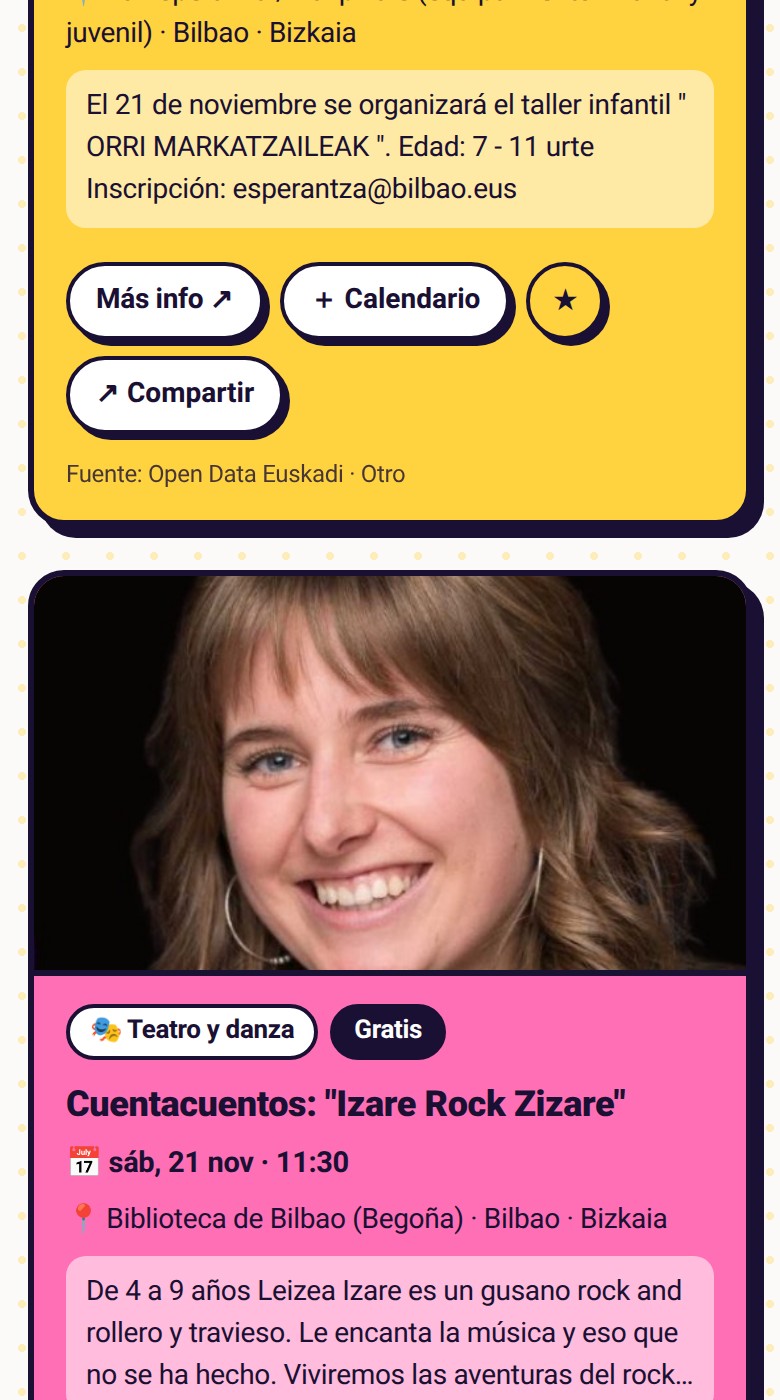 juvenil) · Bilbao · Bizkaia
El 21 de noviembre se organizará el taller infantil "
ORRI MARKATZAILEAK ". Edad: 7 - 11 urte
Inscripción: esperantza@bilbao.eus
Más info ↗
+ Calendario
★
↗ Compartir
Fuente: Open Data Euskadi · Otro
🎭 Teatro y danza
Gratis
Cuentacuentos: "Izare Rock Zizare"
📅 sáb, 21 nov · 11:30
📍 Biblioteca de Bilbao (Begoña) · Bilbao · Bizkaia
De 4 a 9 años Leizea Izare es un gusano rock and
rollero y travieso. Le encanta la música y eso que
no se ha hecho. Viviremos las aventuras del rock...